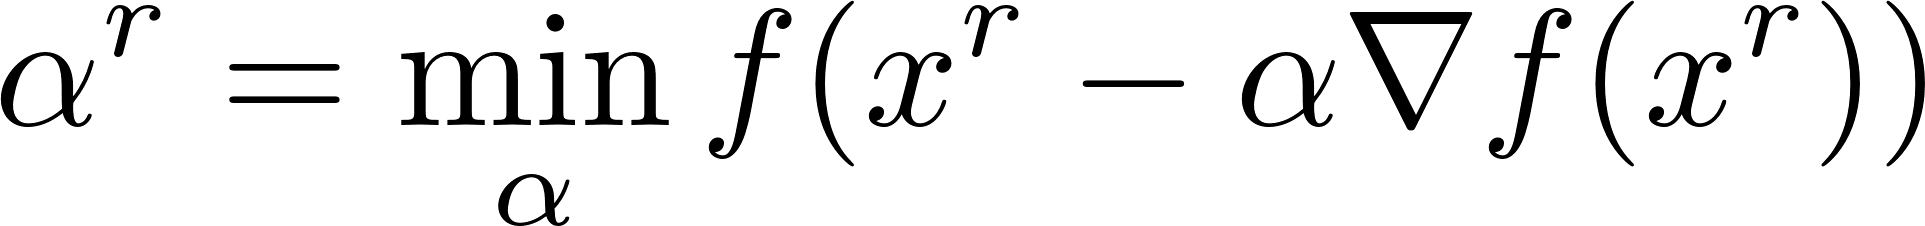 α^r = min_α f(x^r − α∇f(x^r))